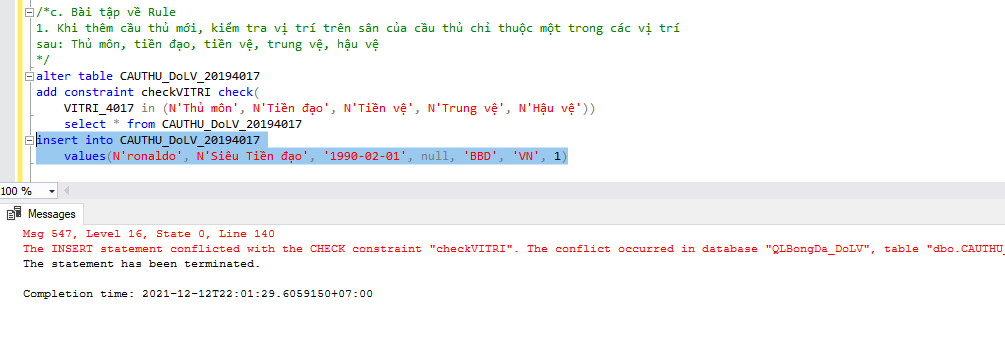 /*c. Bài tập về Rule
1. Khi thêm cầu thủ mới, kiểm tra vị trí trên sân của cầu thủ chỉ thuộc một trong các vị trí
sau: Thủ môn, tiền đạo, tiền vệ, trung vệ, hậu vệ
*/
alter table CAUTHU_DoLV_20194017
add constraint checkVITRI check(
VITRI_4017 in (N'Thủ môn', N'Tiền đạo', N'Tiền vệ', N'Trung vệ', N'Hậu vệ'))
select * from CAUTHU_DoLV_20194017
insert into CAUTHU_DoLV_20194017
values(N'ronaldo', N'Siêu Tiền đạo', '1990-02-01', null, 'BBD', 'VN', 1)
100 %
Messages
Msg 547, Level 16, State 0, Line 140
The INSERT statement conflicted with the CHECK constraint "checkVITRI". The conflict occurred in database "QLBongDa_DoLV", table "dbo.CAUTHU_
The statement has been terminated.
Completion time: 2021-12-12T22:01:29.6059150+07:00